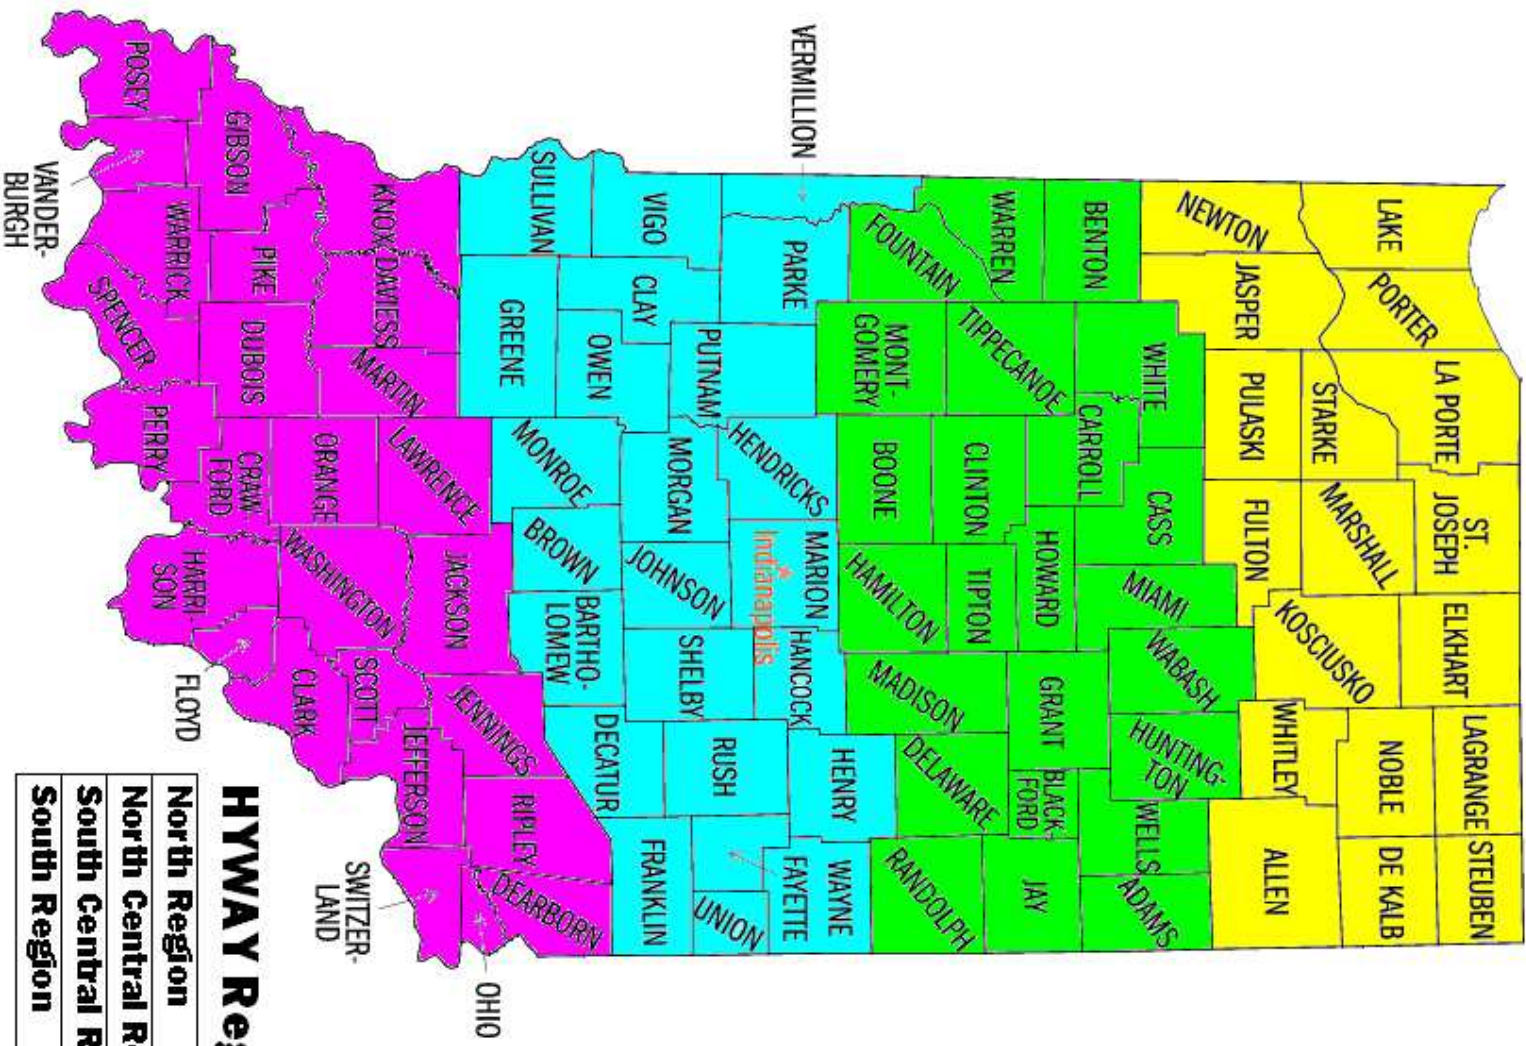 LAKE
PORTER
LA PORTE
ST.
JOSEPH
ELKHART
LAGRANGE
STEUBEN
NEWTON
JASPER
STARKE
MARSHALL
KOSCIUSKO
NOBLE
DE KALB
PULASKI
FULTON
WHITLEY
ALLEN
BENTON
WHITE
CASS
MIAMI
WABASH
HUNTING-
TON
WELLS
ADAMS
WARREN
TIPPECANOE
CARROLL
HOWARD
GRANT
BLACK-
FORD
JAY
FOUNTAIN
MONT-
GOMERY
CLINTON
TIPTON
BOONE
HAMILTON
MADISON
DELAWARE
RANDOLPH
VERMILLION
PARKE
PUTNAM
HENDRICKS
MARION
Indianapolis
HANCOCK
HENRY
WAYNE
VIGO
CLAY
OWEN
MORGAN
JOHNSON
SHELBY
RUSH
FAYETTE
UNION
SULLIVAN
GREENE
MONROE
BROWN
BARTHO-
LOMEW
DECATUR
FRANKLIN
KNOX
DAVIESS
MARTIN
LAWRENCE
JACKSON
JENNINGS
RIPLEY
DEARBORN
OHIO
GIBSON
PIKE
DUBOIS
ORANGE
WASHINGTON
SCOTT
JEFFERSON
SWITZER-
LAND
POSEY
VANDER-
BURGH
WARRICK
SPENCER
PERRY
CRAW
FORD
HARRI-
SON
FLOYD
CLARK
HYWAY Reg
North Region
North Central R
South Central R
South Region